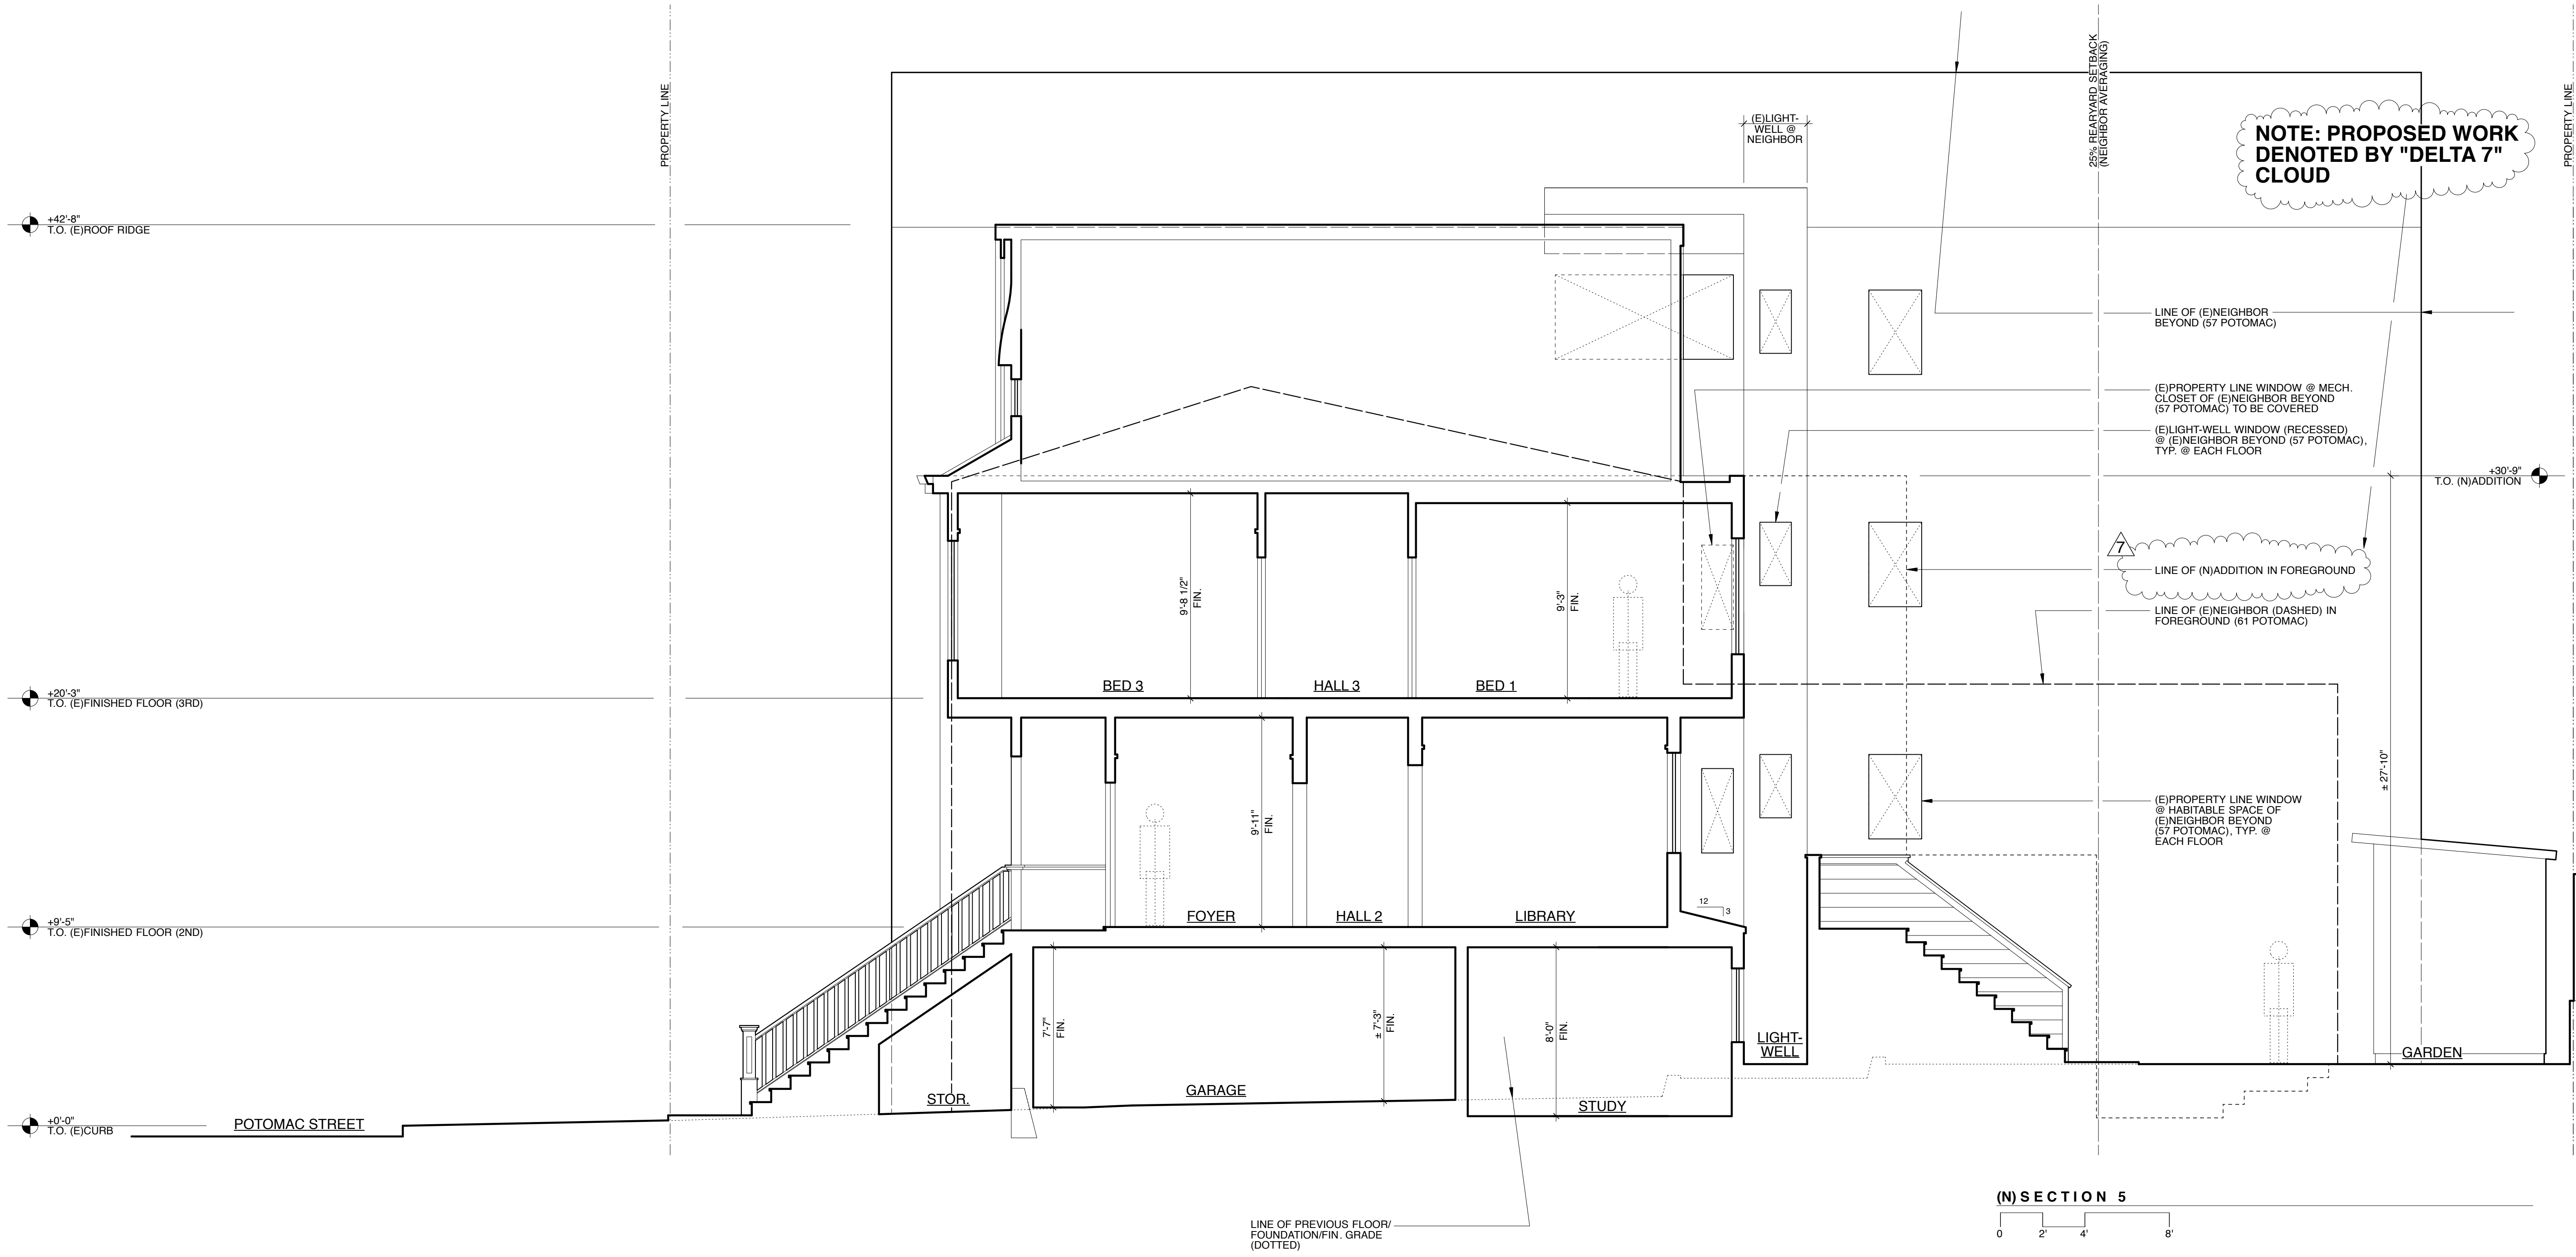 PROPERTY LINE
25% REARYARD SETBACK
(NEIGHBOR AVERAGING)
PROPERTY LINE
(E)LIGHT-
WELL @
NEIGHBOR
NOTE: PROPOSED WORK
DENOTED BY "DELTA 7"
CLOUD
+42'-8"
T.O. (E)ROOF RIDGE
LINE OF (E)NEIGHBOR
BEYOND (57 POTOMAC)
(E)PROPERTY LINE WINDOW @ MECH.
CLOSET OF (E)NEIGHBOR BEYOND
(57 POTOMAC) TO BE COVERED
(E)LIGHT-WELL WINDOW (RECESSED)
@ (E)NEIGHBOR BEYOND (57 POTOMAC),
TYP. @ EACH FLOOR
+30'-9"
T.O. (N)ADDITION
7
LINE OF (N)ADDITION IN FOREGROUND
LINE OF (E)NEIGHBOR (DASHED) IN
FOREGROUND (61 POTOMAC)
9'-8 1/2"
FIN.
9'-3"
FIN.
BED 3
HALL 3
BED 1
+20'-3"
T.O. (E)FINISHED FLOOR (3RD)
± 27'-10"
(E)PROPERTY LINE WINDOW
@ HABITABLE SPACE OF
(E)NEIGHBOR BEYOND
(57 POTOMAC), TYP. @
EACH FLOOR
9'-11"
FIN.
12
3
FOYER
HALL 2
LIBRARY
+9'-5"
T.O. (E)FINISHED FLOOR (2ND)
7'-7"
FIN.
± 7'-3"
FIN.
8'-0"
FIN.
LIGHT-
WELL
GARDEN
STOR.
GARAGE
STUDY
+0'-0"
T.O. (E)CURB
POTOMAC STREET
LINE OF PREVIOUS FLOOR/
FOUNDATION/FIN. GRADE
(DOTTED)
(N) SECTION 5
0 2' 4' 8'